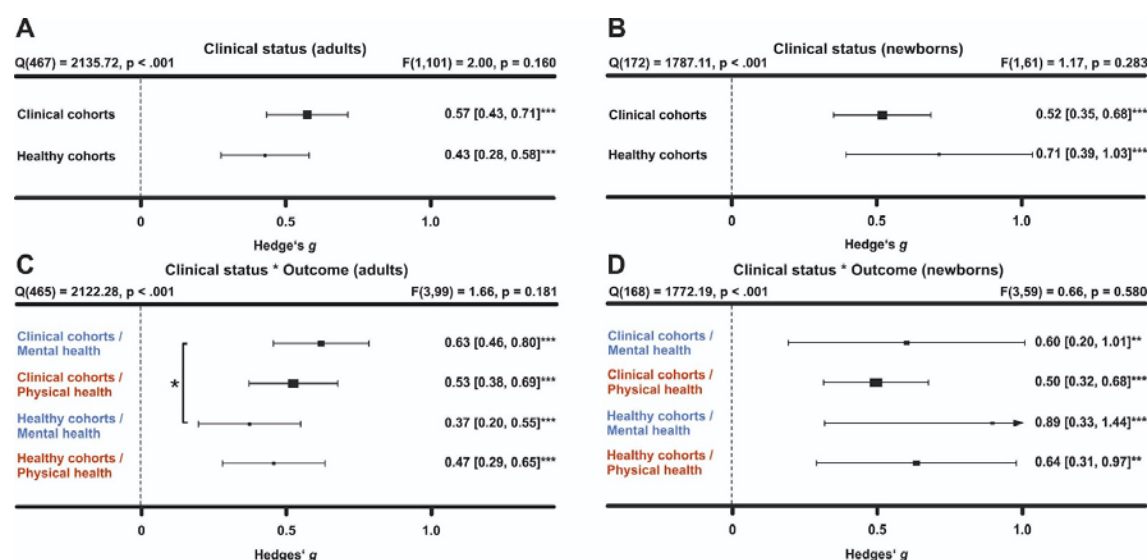 A
Clinical status (adults)
Q(467) = 2135.72, p < .001 F(1,101) = 2.00, p = 0.160
Clinical cohorts 0.57 [0.43, 0.71]***
Healthy cohorts 0.43 [0.28, 0.58]***
0 0.5 1.0
Hedge's g
B
Clinical status (newborns)
Q(172) = 1787.11, p < .001 F(1,61) = 1.17, p = 0.283
Clinical cohorts 0.52 [0.35, 0.68]***
Healthy cohorts 0.71 [0.39, 1.03]***
0 0.5 1.0
Hedge's g
C
Clinical status * Outcome (adults)
Q(465) = 2122.28, p < .001 F(3,99) = 1.66, p = 0.181
Clinical cohorts /
Mental health 0.63 [0.46, 0.80]***
Clinical cohorts /
Physical health 0.53 [0.38, 0.69]***
*
Healthy cohorts /
Mental health 0.37 [0.20, 0.55]***
Healthy cohorts /
Physical health 0.47 [0.29, 0.65]***
0 0.5 1.0
Hedges' g
D
Clinical status * Outcome (newborns)
Q(168) = 1772.19, p < .001 F(3,59) = 0.66, p = 0.580
Clinical cohorts /
Mental health 0.60 [0.20, 1.01]**
Clinical cohorts /
Physical health 0.50 [0.32, 0.68]***
Healthy cohorts /
Mental health 0.89 [0.33, 1.44]***
Healthy cohorts /
Physical health 0.64 [0.31, 0.97]**
0 0.5 1.0
Hedges' g